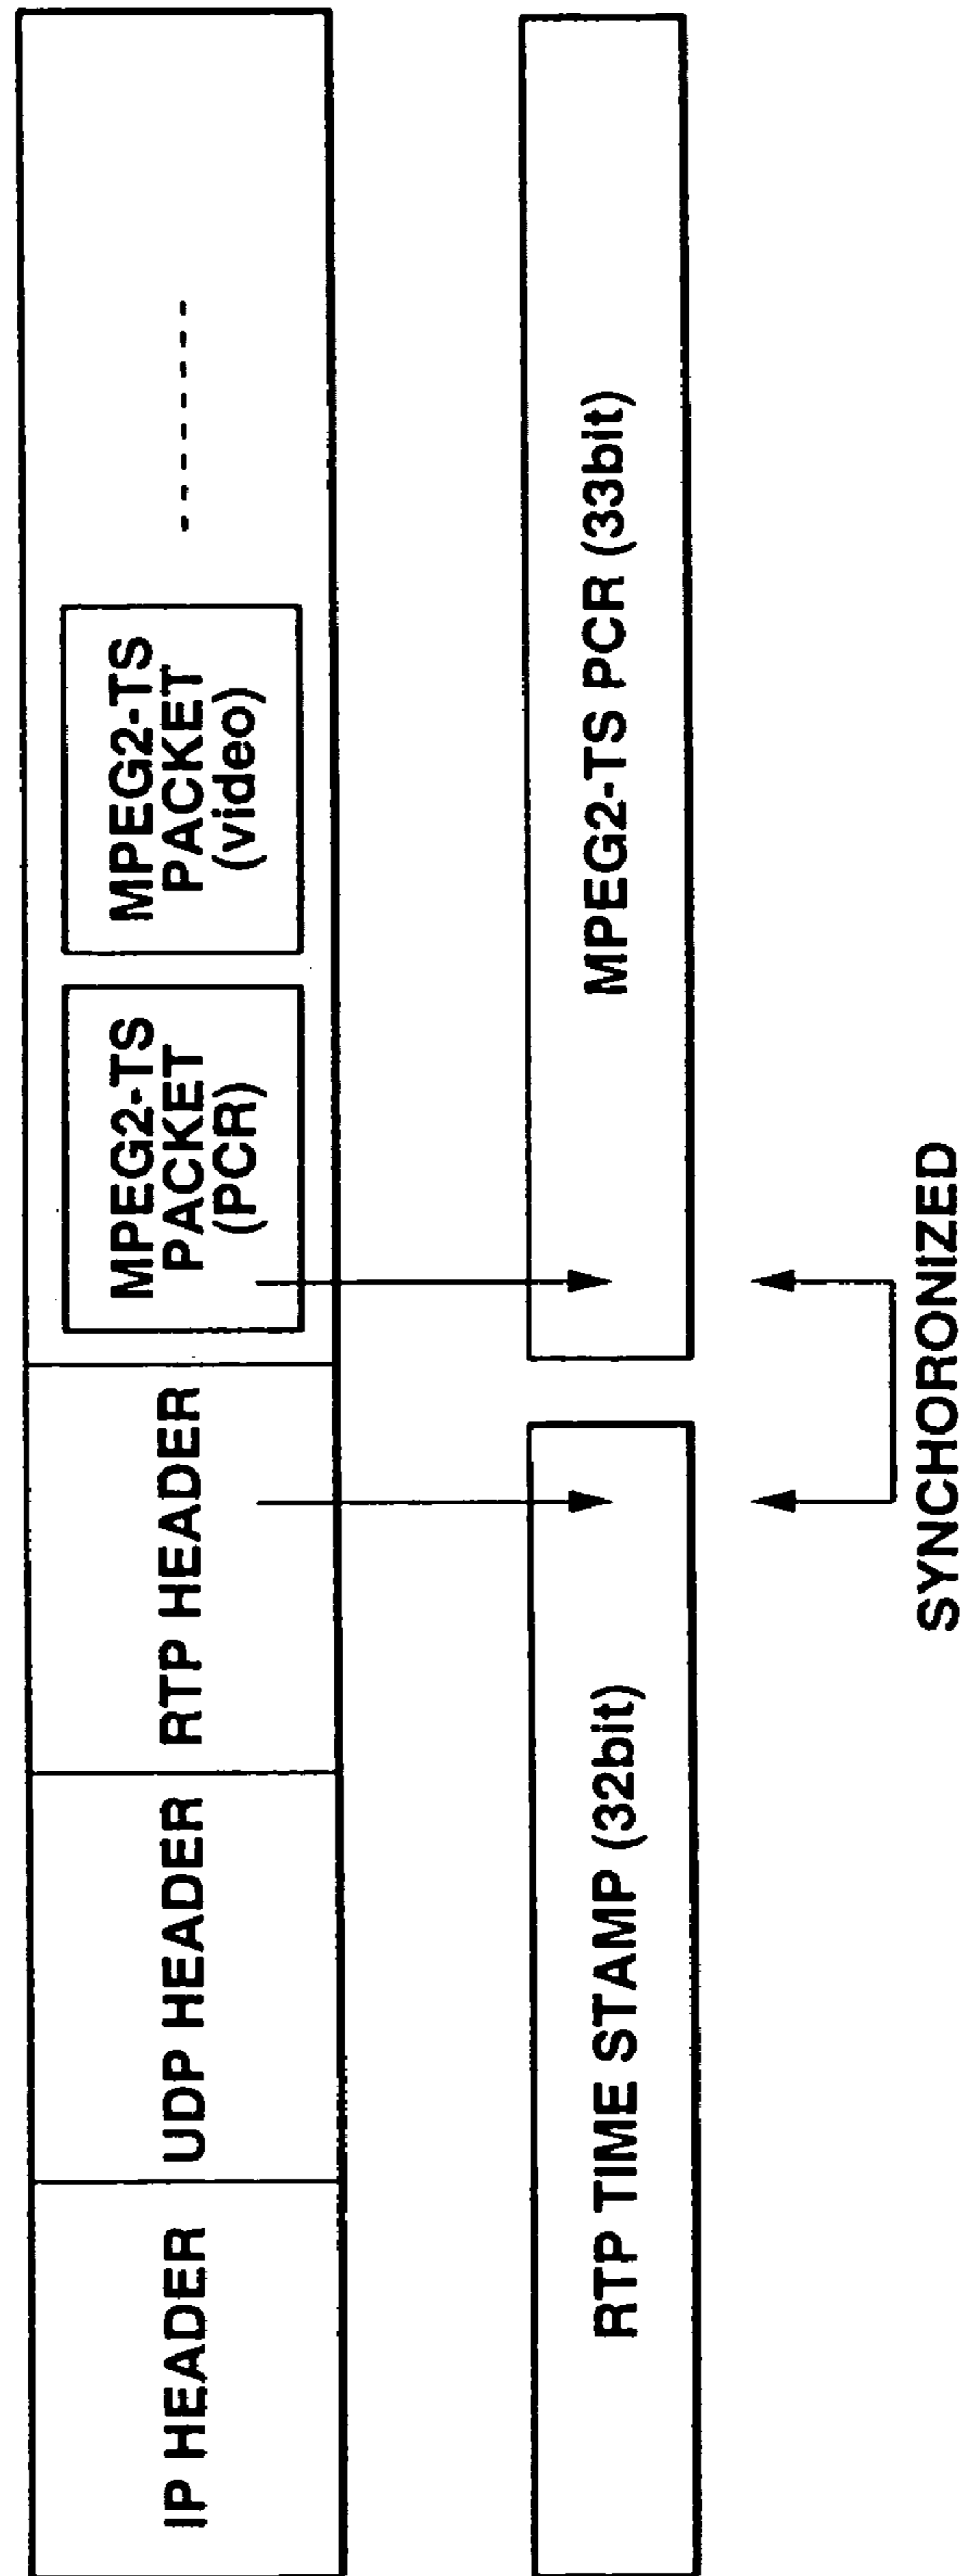 IP HEADER
UDP HEADER
RTP HEADER
MPEG2-TS
PACKET
(PCR)
MPEG2-TS
PACKET
(video)
RTP TIME STAMP (32bit)
MPEG2-TS PCR (33bit)
SYNCHORONIZED